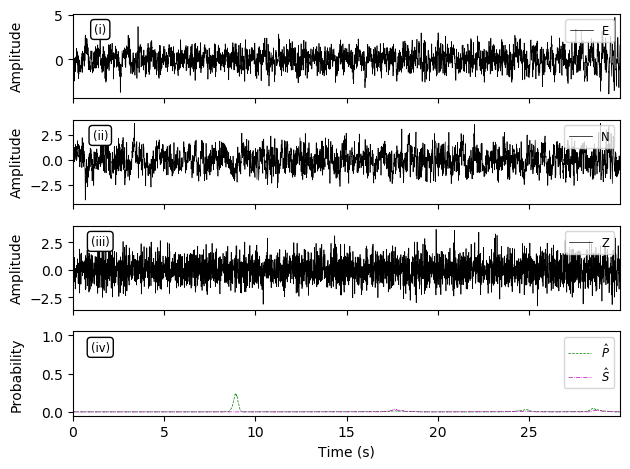 5
0
Amplitude
(i)
E
2.5
0.0
−2.5
Amplitude
(ii)
N
2.5
0.0
−2.5
Amplitude
(iii)
Z
1.0
0.5
0.0
Probability
(iv)
P̂
Ŝ
0 5 10 15 20 25
Time (s)